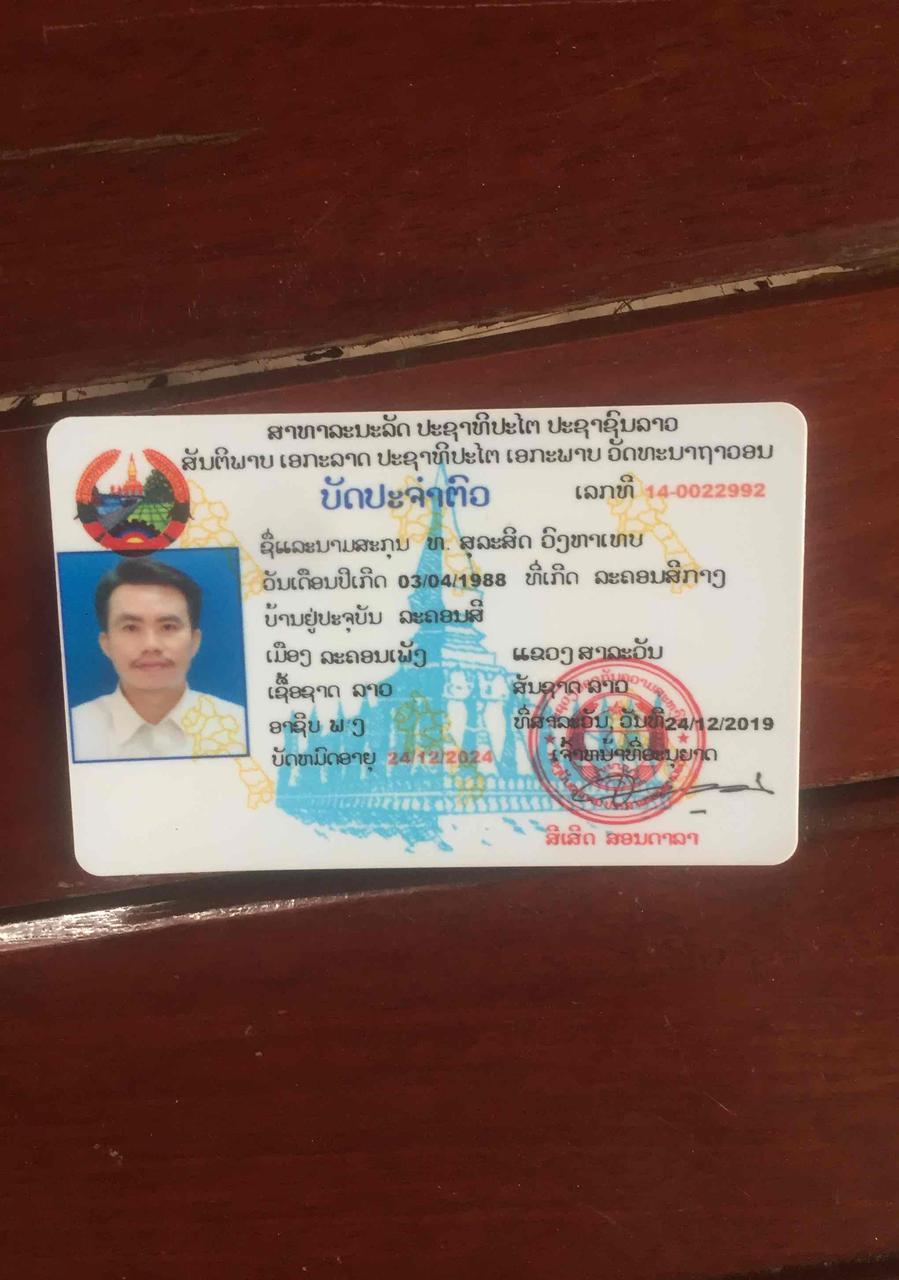 ສາທາລະນະລັດ ປະຊາທິປະໄຕ ປະຊາຊົນລາວ
ສັນຕິພາບ ເອກະລາດ ປະຊາທິປະໄຕ ເອກະພາບ ວັດທະນາຖາວອນ
ບັດປະຈຳຕົວ ເລກທີ 14-0022992
ຊື່ແລະນາມສະກຸນ ທ. ສຸລະສິດ ວົງຫາເທບ
ວັນເດືອນປີເກີດ 03/04/1988 ທີ່ເກີດ ລະຄອນສີກາງ
ບ້ານຢູ່ປະຈຸບັນ ລະຄອນສີ
ເມືອງ ລະຄອນເພັງ ແຂວງ ສາລະວັນ
ເຊື້ອຊາດ ລາວ ສັນຊາດ ລາວ
ອາຊີບ ພ.ງ ທີ່ສາລະວັນ, ວັນທີ 24/12/2019
ບັດຫມົດອາຍຸ 24/12/2024 ເຈົ້າຫນ້າທີ່ອະນຸຍາດ
ສີເສີດ ສອນດາລາ